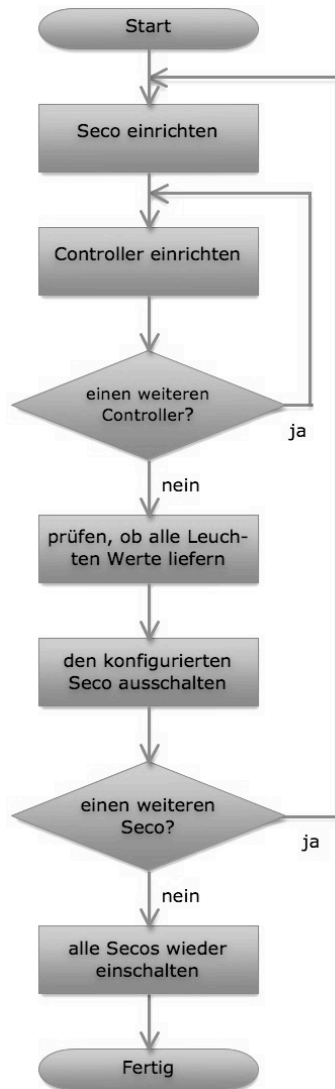 Start
Seco einrichten
Controller einrichten
einen weiteren
Controller?
ja
nein
prüfen, ob alle Leuch-
ten Werte liefern
den konfigurierten
Seco ausschalten
einen weiteren
Seco?
ja
nein
alle Secos wieder
einschalten
Fertig